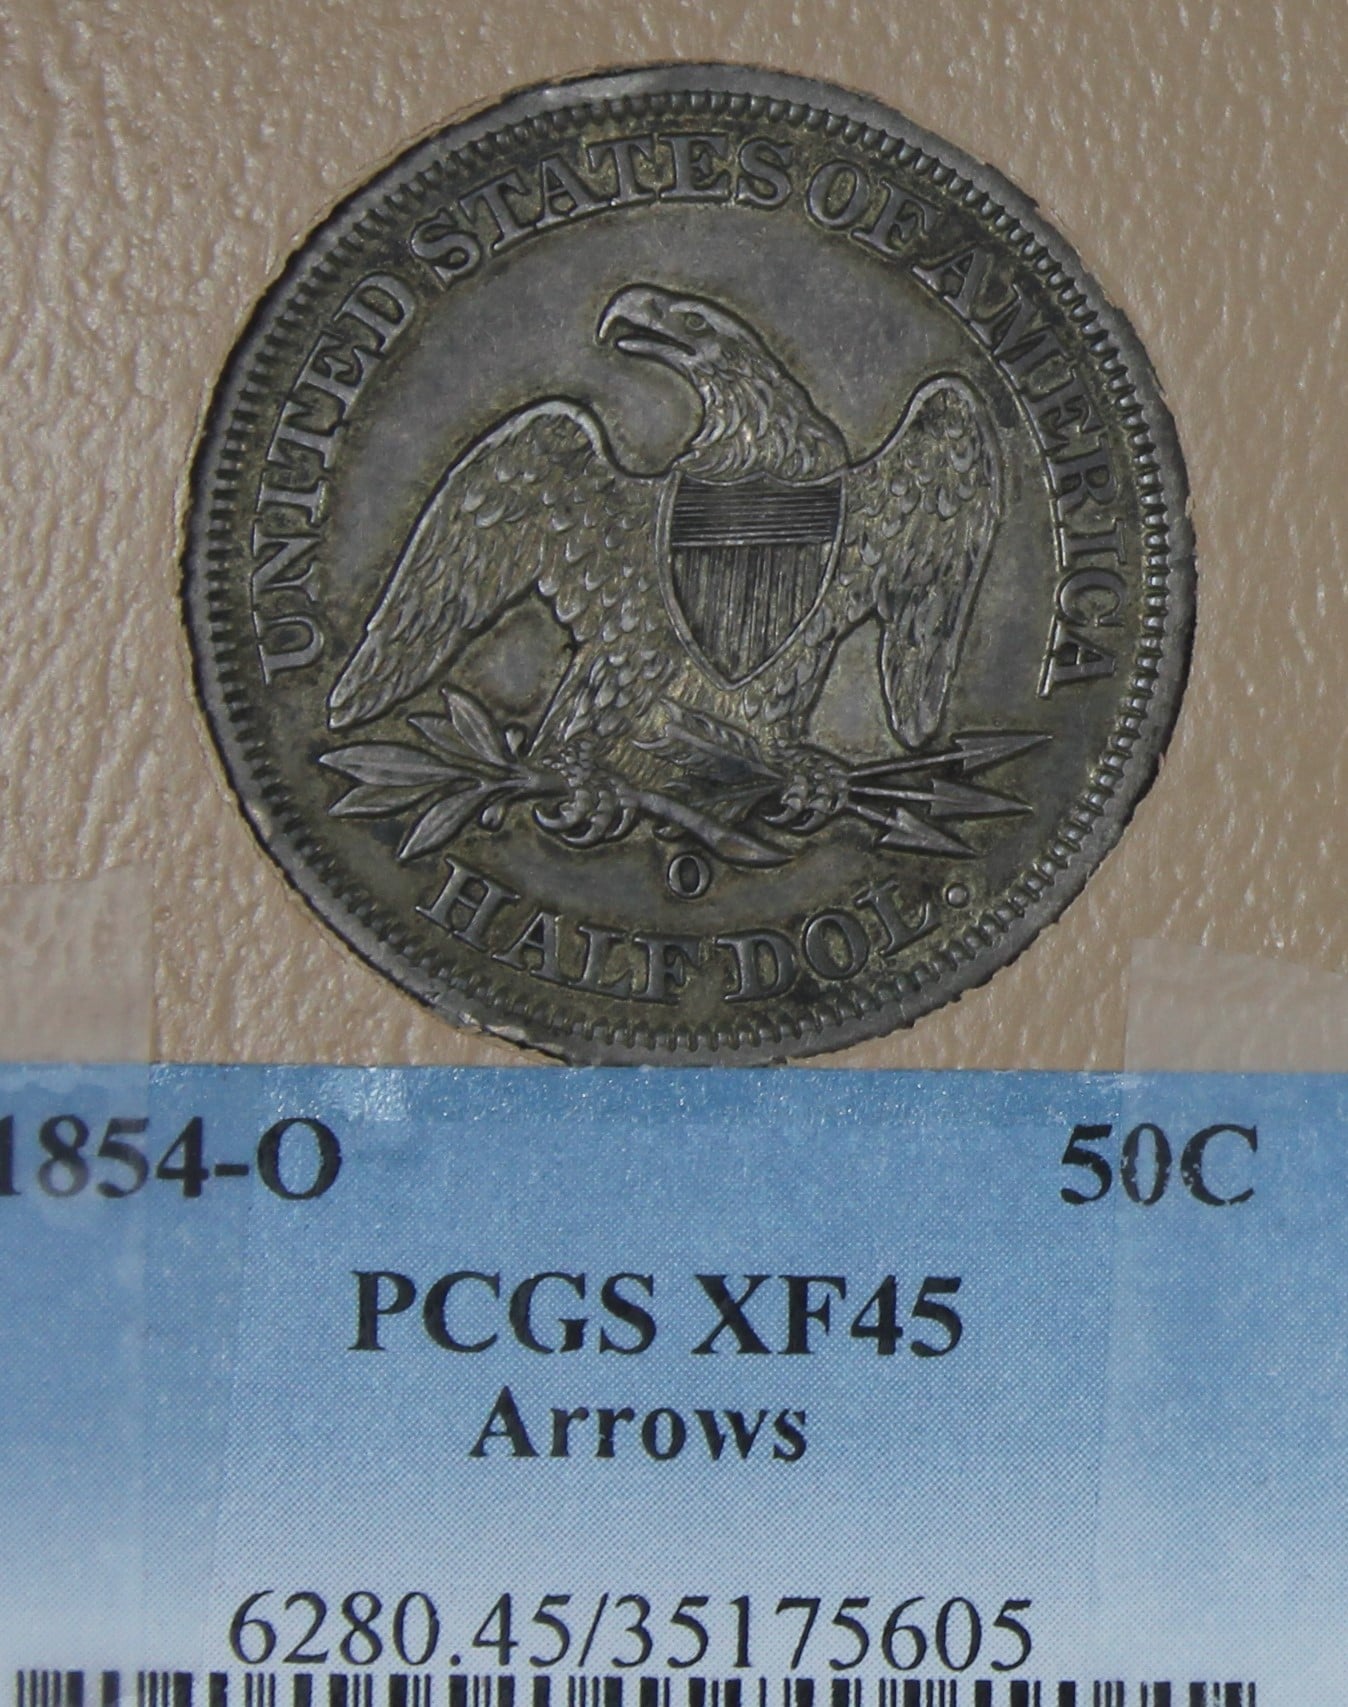 UNITED STATES OF AMERICA
O
HALF DOL.
1854-O 50C
PCGS XF45
Arrows
6280.45/35175605